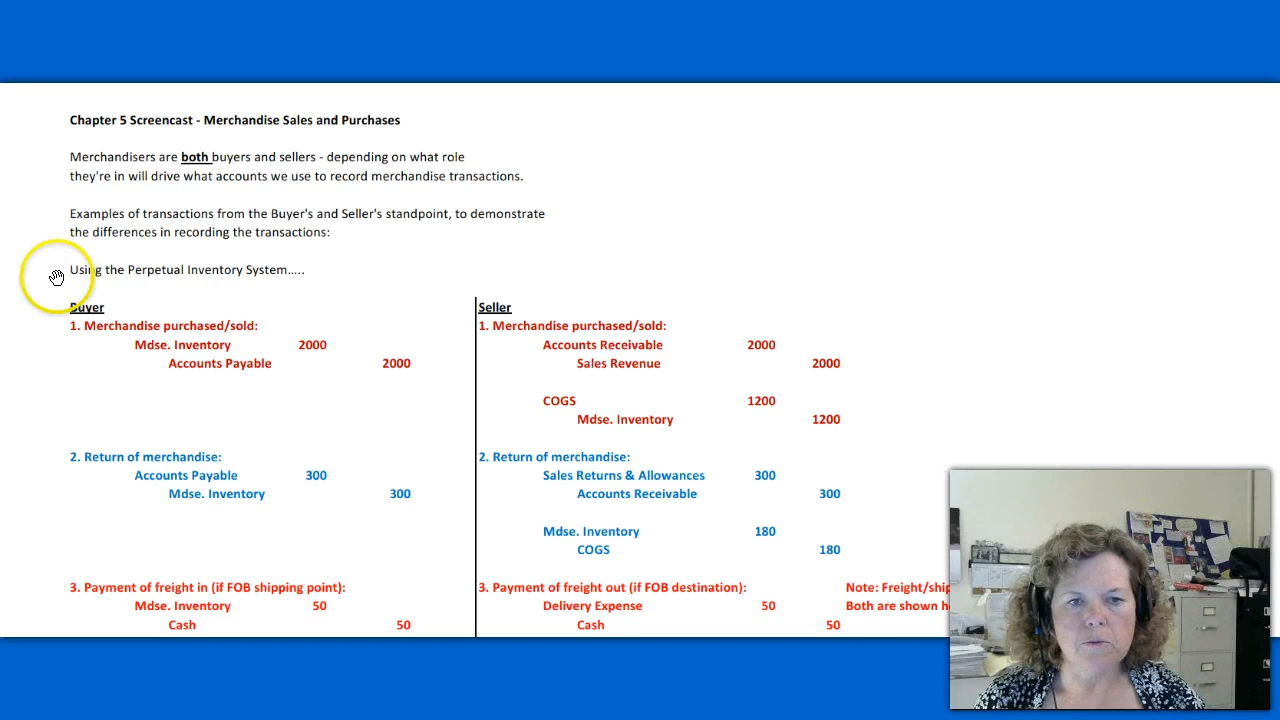 Chapter 5 Screencast - Merchandise Sales and Purchases
Merchandisers are both buyers and sellers - depending on what role
they're in will drive what accounts we use to record merchandise transactions.
Examples of transactions from the Buyer's and Seller's standpoint, to demonstrate
the differences in recording the transactions:
Using the Perpetual Inventory System.....
Buyer
1. Merchandise purchased/sold:
Mdse. Inventory 2000
Accounts Payable 2000
2. Return of merchandise:
Accounts Payable 300
Mdse. Inventory 300
3. Payment of freight in (if FOB shipping point):
Mdse. Inventory 50
Cash 50
Seller
1. Merchandise purchased/sold:
Accounts Receivable 2000
Sales Revenue 2000
COGS 1200
Mdse. Inventory 1200
2. Return of merchandise:
Sales Returns & Allowances 300
Accounts Receivable 300
Mdse. Inventory 180
COGS 180
3. Payment of freight out (if FOB destination):
Delivery Expense 50
Cash 50
Note: Freight/ship
Both are shown h